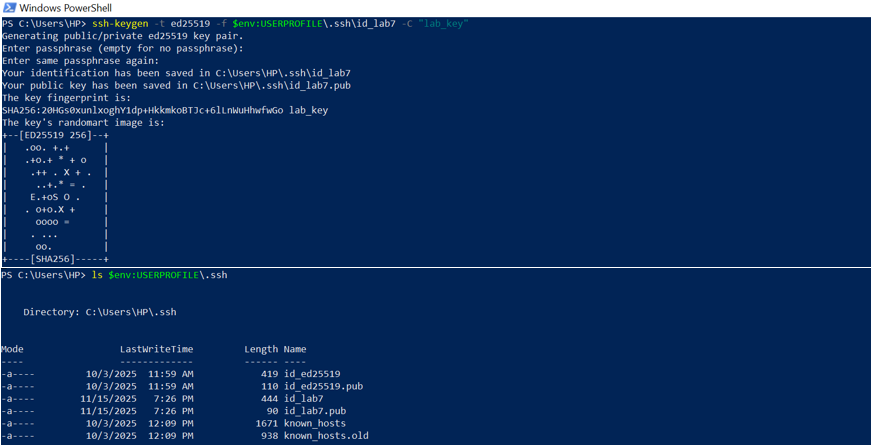 Windows PowerShell
PS C:\Users\HP> ssh-keygen -t ed25519 -f $env:USERPROFILE\.ssh\id_lab7 -C "lab_key"
Generating public/private ed25519 key pair.
Enter passphrase (empty for no passphrase):
Enter same passphrase again:
Your identification has been saved in C:\Users\HP\.ssh\id_lab7
Your public key has been saved in C:\Users\HP\.ssh\id_lab7.pub
The key fingerprint is:
SHA256:20HGs0xunlxoghY1dp+HkkmkoBTJc+6lLnWuHhwfwGo lab_key
The key's randomart image is:
+--[ED25519 256]--+
|   .oo. +.+      |
|   .+o.+ * + o   |
|    .++ . X + .  |
|     ..+.* = .   |
|    E.+oS O .    |
|   . o+o.X +     |
|     oooo =      |
|    . ...        |
|     oo.         |
+----[SHA256]-----+
PS C:\Users\HP> ls $env:USERPROFILE\.ssh
Directory: C:\Users\HP\.ssh
Mode                LastWriteTime         Length Name
----                -------------         ------ ----
-a----        10/3/2025  11:59 AM            419 id_ed25519
-a----        10/3/2025  11:59 AM            110 id_ed25519.pub
-a----       11/15/2025   7:26 PM            444 id_lab7
-a----       11/15/2025   7:26 PM             90 id_lab7.pub
-a----        10/3/2025  12:09 PM           1671 known_hosts
-a----        10/3/2025  12:09 PM            938 known_hosts.old